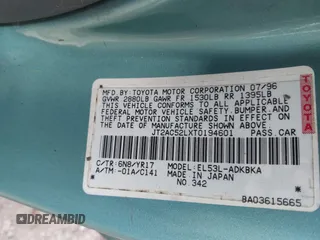 MFD BY TOYOTA MOTOR CORPORATION 07/96
GVWR 2880LB GAWR FR 1530LB RR 1395LB
THIS VEHICLE CONFORMS TO ALL APPLICABLE
FEDERAL MOTOR VEHICLE SAFETY, BUMPER, AND
THEFT PREVENTION STANDARDS IN EFFECT ON
THE DATE OF MANUFACTURE SHOWN ABOVE.
JT2AC52LXT0194601 PASS.CAR
C/TR: 6N8/YR17 MODEL: EL53L-ADKBKA
A/TM -01A/C141 MADE IN JAPAN
NO 342
8A03615665
TOYOTA